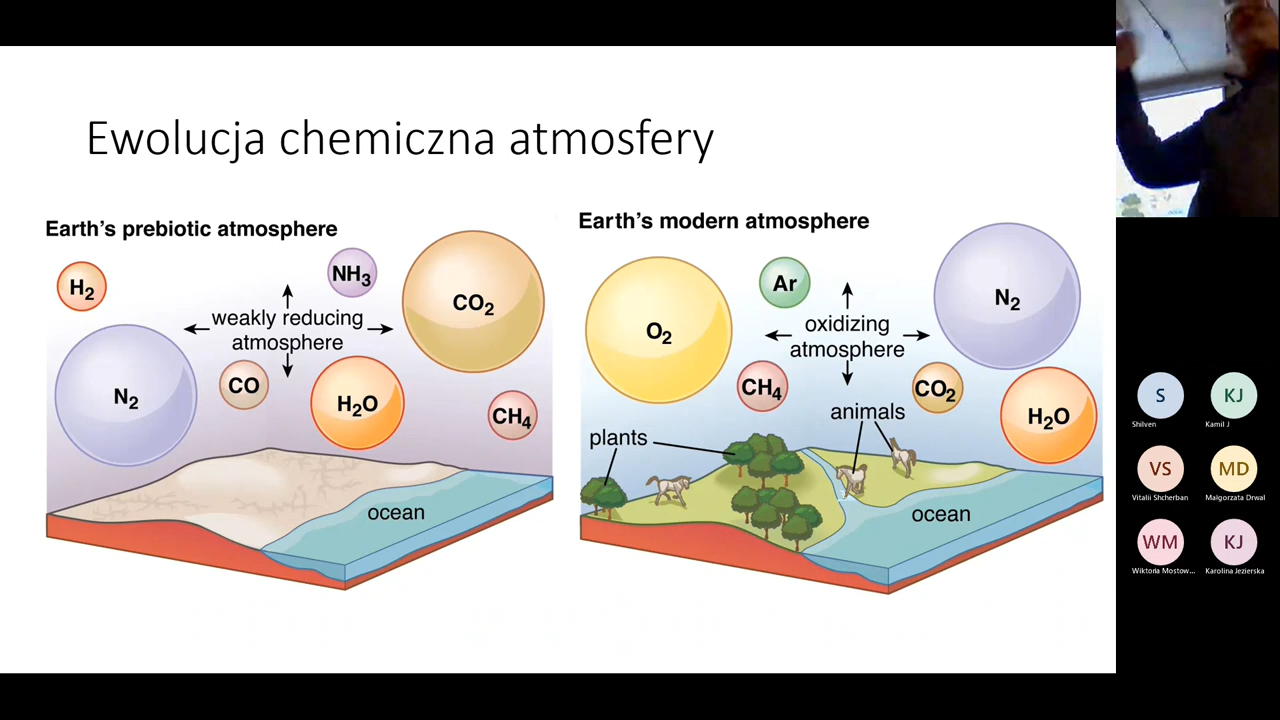 Ewolucja chemiczna atmosfery
Earth's prebiotic atmosphere
H₂
NH₃
CO₂
weakly reducing
atmosphere
N₂
CO
H₂O
CH₄
ocean
Earth's modern atmosphere
O₂
Ar
N₂
oxidizing
atmosphere
CH₄
CO₂
H₂O
animals
plants
ocean
S
Shilven
KJ
Kamil J
VS
Vitalii Shcherban
MD
Małgorzata Drwal
WM
Wiktoria Mostow...
KJ
Karolina Jezierska